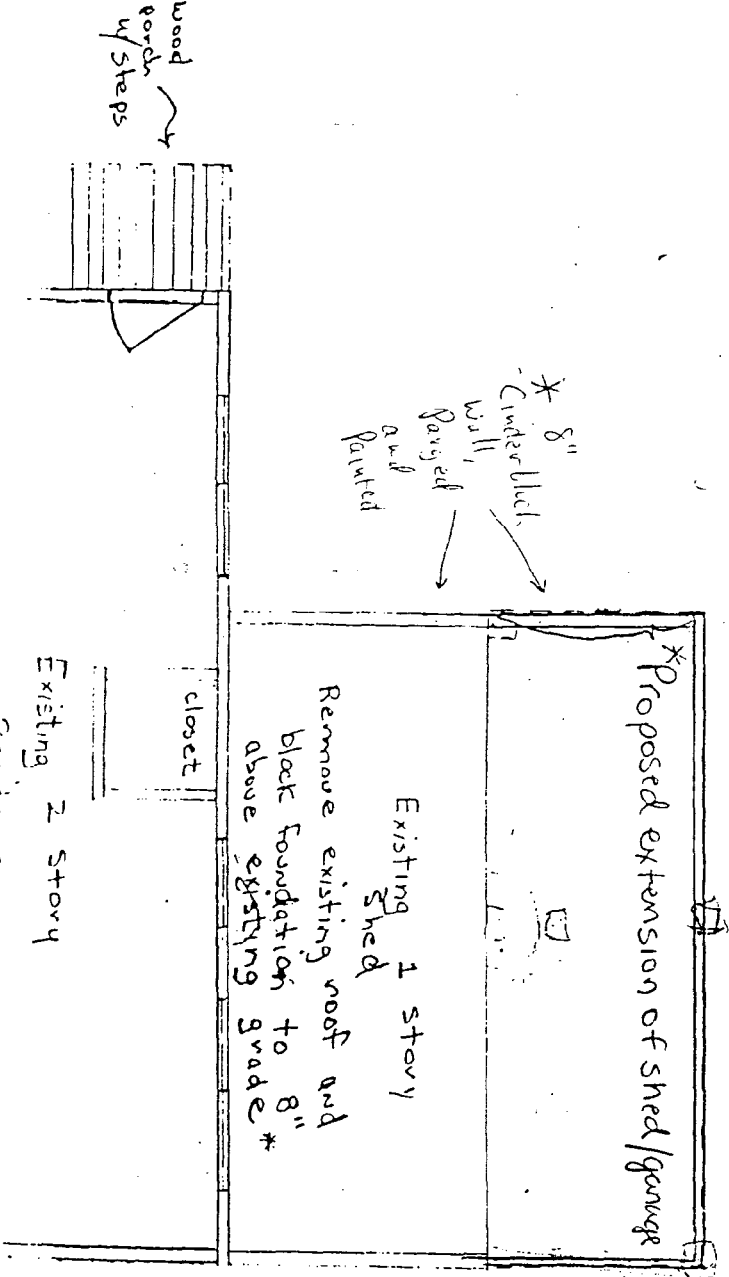 wood
porch
w/ steps
* 8"
Cinderblock
Wall,
Parged
and
Painted
*Proposed extension of shed/garage
Existing 1 story
shed
Remove existing roof and
block foundation to 8"
above existing grade *
closet
Existing 2 story